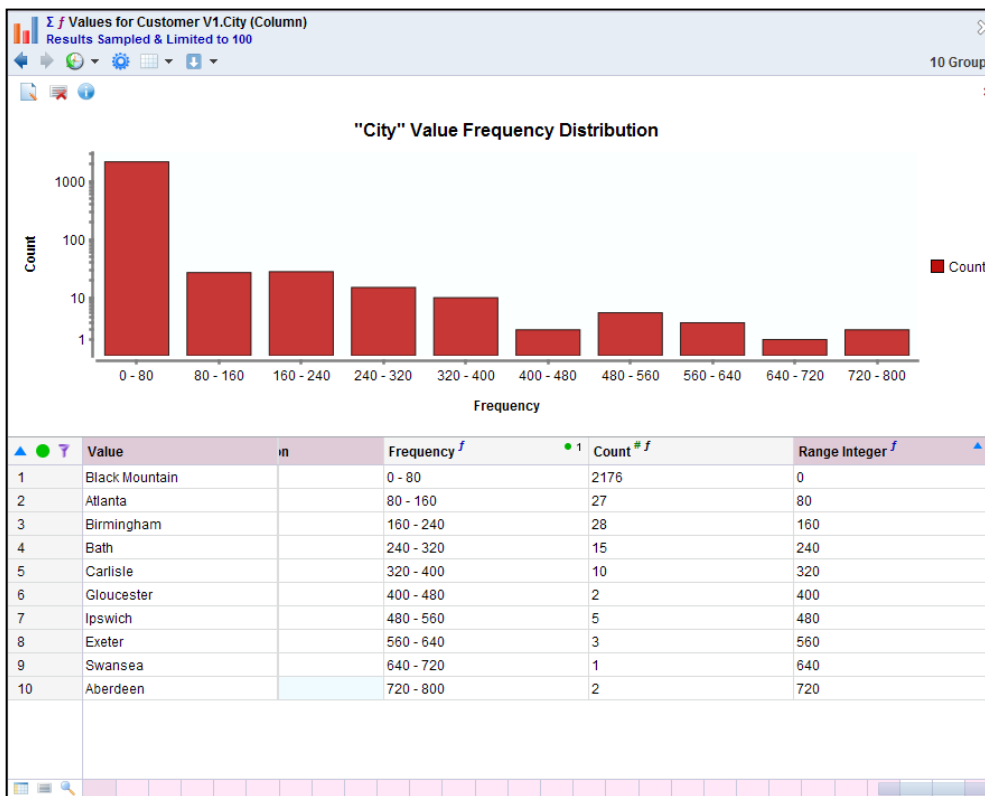 Σ f Values for Customer V1.City (Column)
Results Sampled & Limited to 100
10 Group
"City" Value Frequency Distribution
Count
1000
100
10
1
Count
0 - 80 80 - 160 160 - 240 240 - 320 320 - 400 400 - 480 480 - 560 560 - 640 640 - 720 720 - 800
Frequency
Value n Frequency f 1 Count # f Range Integer f
1 Black Mountain 0 - 80 2176 0
2 Atlanta 80 - 160 27 80
3 Birmingham 160 - 240 28 160
4 Bath 240 - 320 15 240
5 Carlisle 320 - 400 10 320
6 Gloucester 400 - 480 2 400
7 Ipswich 480 - 560 5 480
8 Exeter 560 - 640 3 560
9 Swansea 640 - 720 1 640
10 Aberdeen 720 - 800 2 720